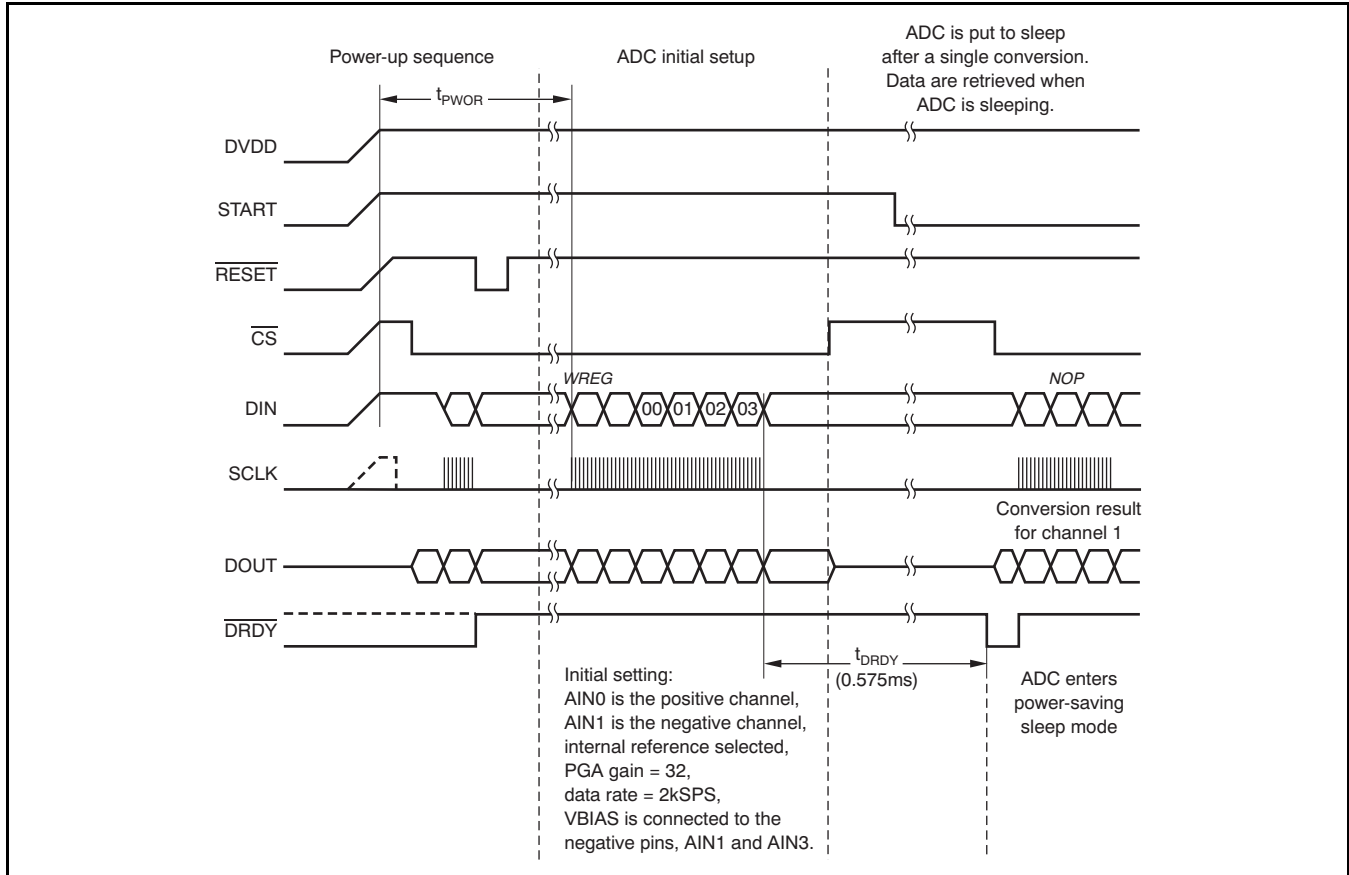 Power-up sequence
ADC initial setup
ADC is put to sleep
after a single conversion.
Data are retrieved when
ADC is sleeping.
tPWOR
DVDD
START
RESET
CS
WREG
NOP
DIN
00 01 02 03
SCLK
Conversion result
for channel 1
DOUT
DRDY
tDRDY
(0.575ms)
Initial setting:
AIN0 is the positive channel,
AIN1 is the negative channel,
internal reference selected,
PGA gain = 32,
data rate = 2kSPS,
VBIAS is connected to the
negative pins, AIN1 and AIN3.
ADC enters
power-saving
sleep mode